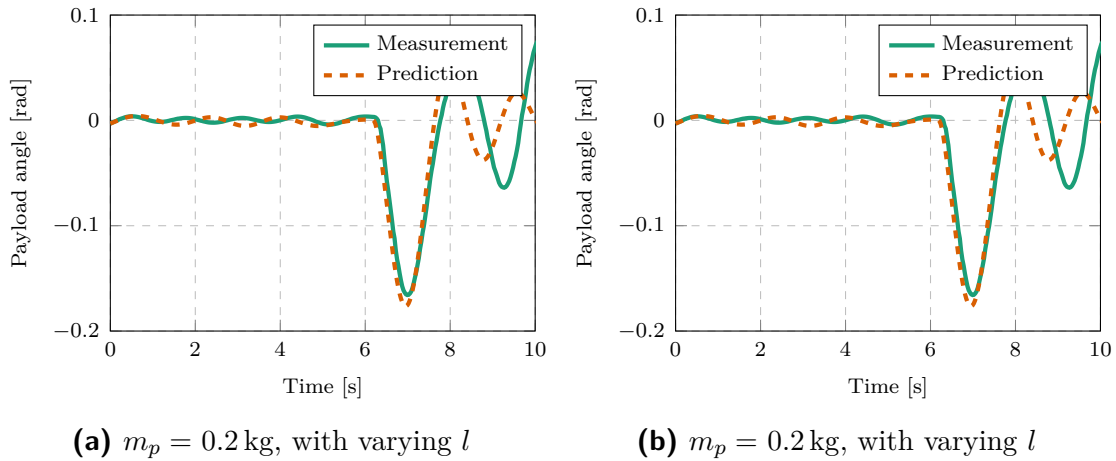 0.1
0
−0.1
−0.2
Payload angle [rad]
Measurement
Prediction
0 2 4 6 8 10
Time [s]
(a) m_p = 0.2 kg, with varying l
0.1
0
−0.1
−0.2
Payload angle [rad]
Measurement
Prediction
0 2 4 6 8 10
Time [s]
(b) m_p = 0.2 kg, with varying l